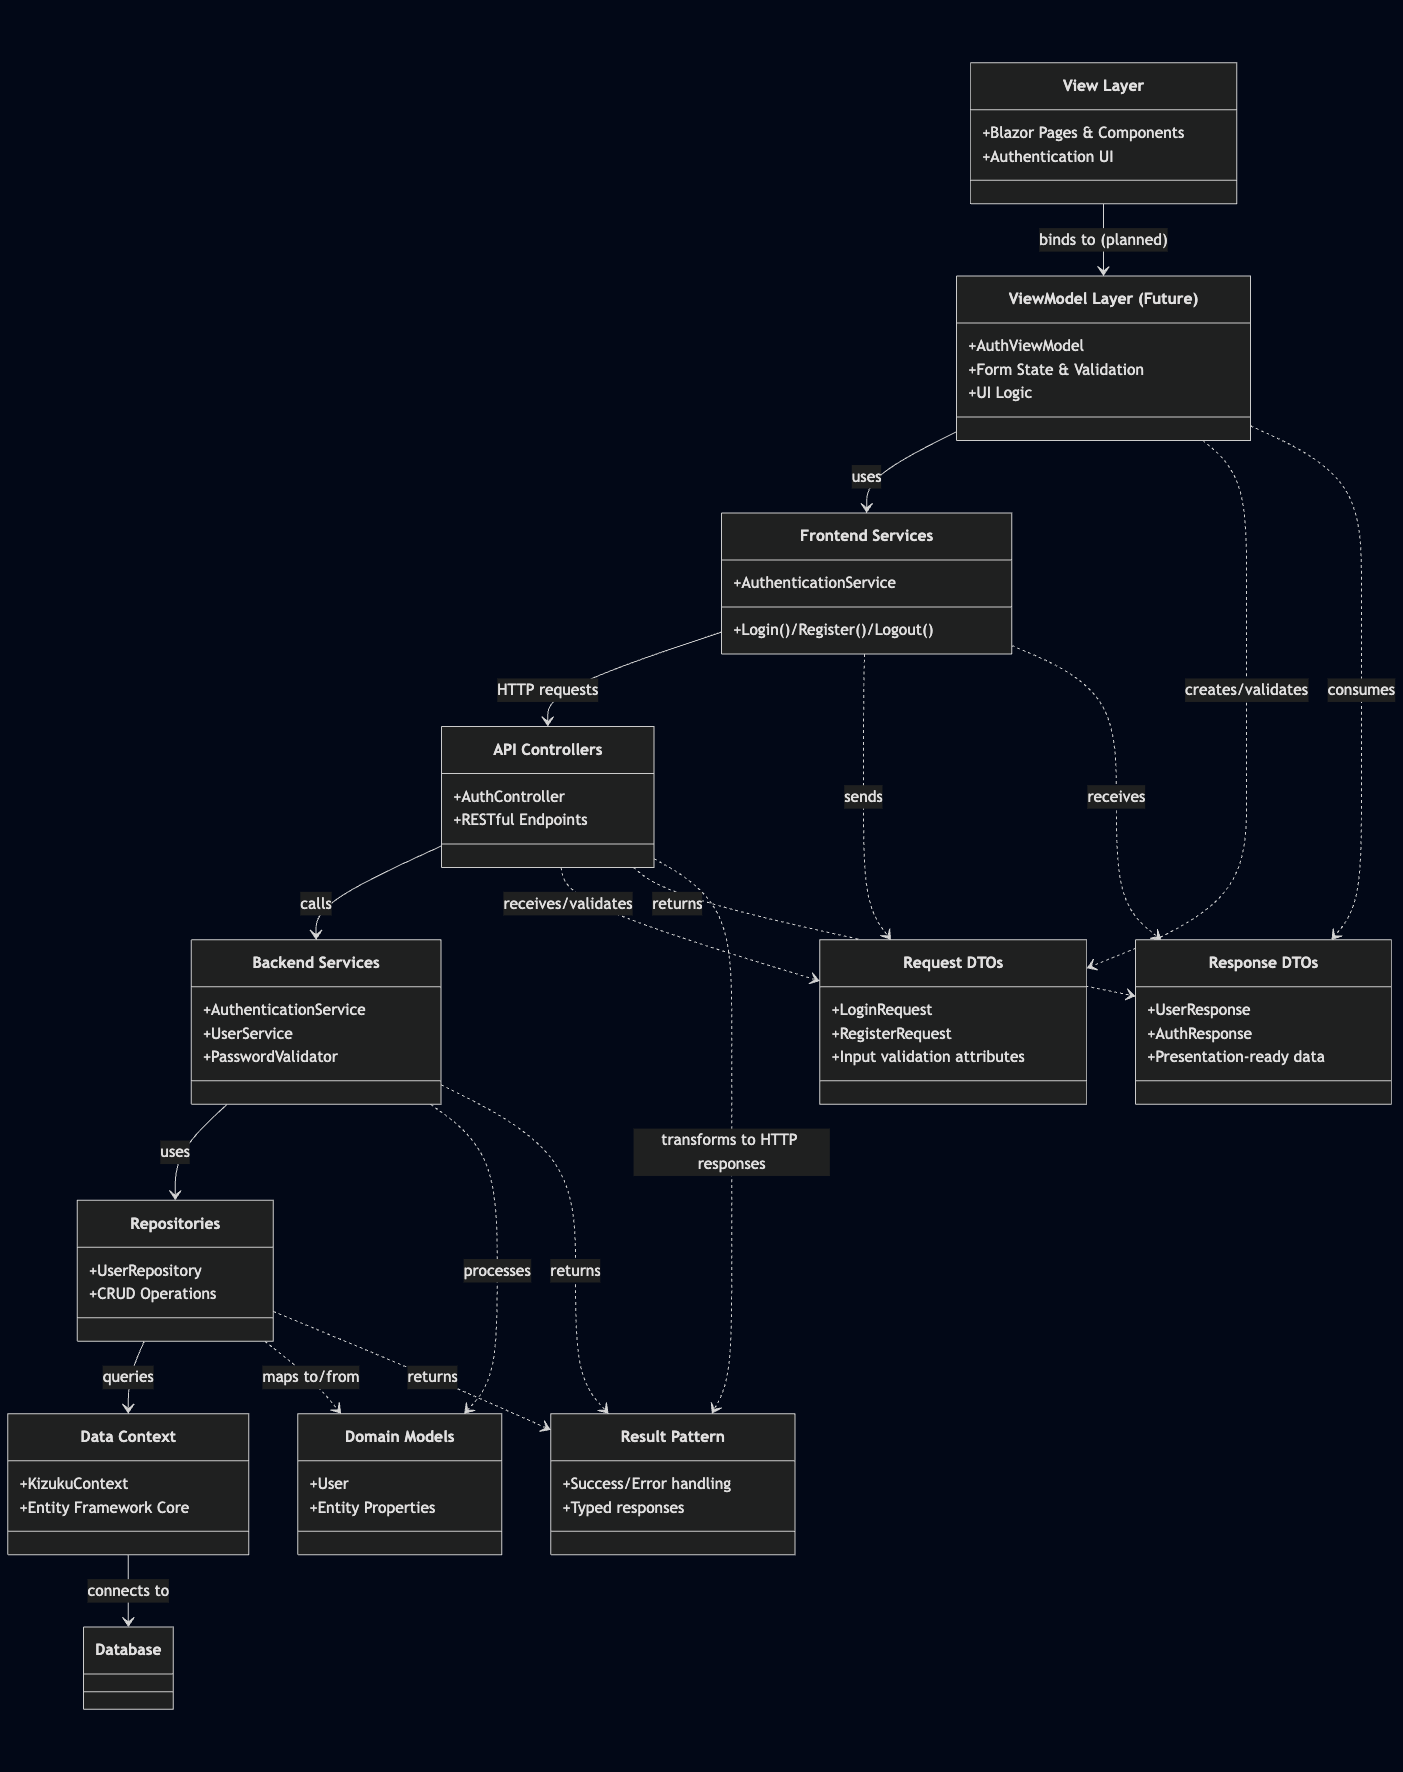 View Layer
+Blazor Pages & Components
+Authentication UI
binds to (planned)
ViewModel Layer (Future)
+AuthViewModel
+Form State & Validation
+UI Logic
uses
Frontend Services
+AuthenticationService
+Login()/Register()/Logout()
HTTP requests
creates/validates
consumes
API Controllers
+AuthController
+RESTful Endpoints
sends
receives
calls
receives/validates
returns
Backend Services
+AuthenticationService
+UserService
+PasswordValidator
Request DTOs
+LoginRequest
+RegisterRequest
+Input validation attributes
Response DTOs
+UserResponse
+AuthResponse
+Presentation-ready data
uses
transforms to HTTP
responses
Repositories
+UserRepository
+CRUD Operations
processes
returns
queries
maps to/from
returns
Data Context
+KizukuContext
+Entity Framework Core
Domain Models
+User
+Entity Properties
Result Pattern
+Success/Error handling
+Typed responses
connects to
Database